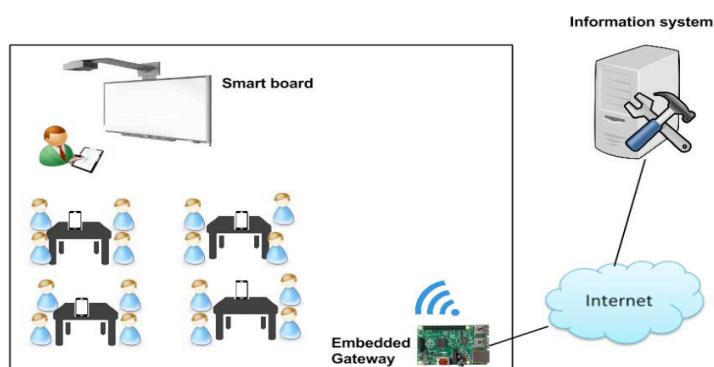 Information system
Smart board
Internet
Embedded
Gateway